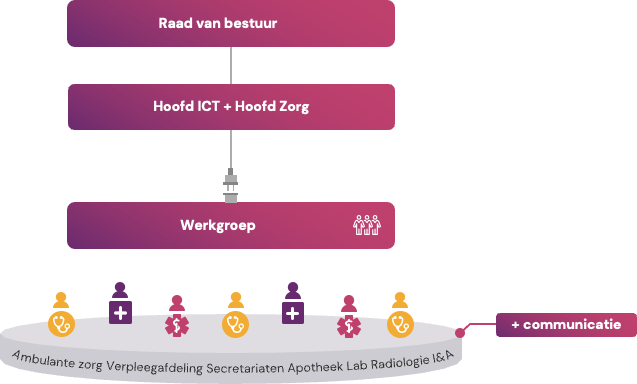 Raad van bestuur
Hoofd ICT + Hoofd Zorg
Werkgroep
+ communicatie
Ambulante zorg Verpleegafdeling Secretariaten Apotheek Lab Radiologie I&A